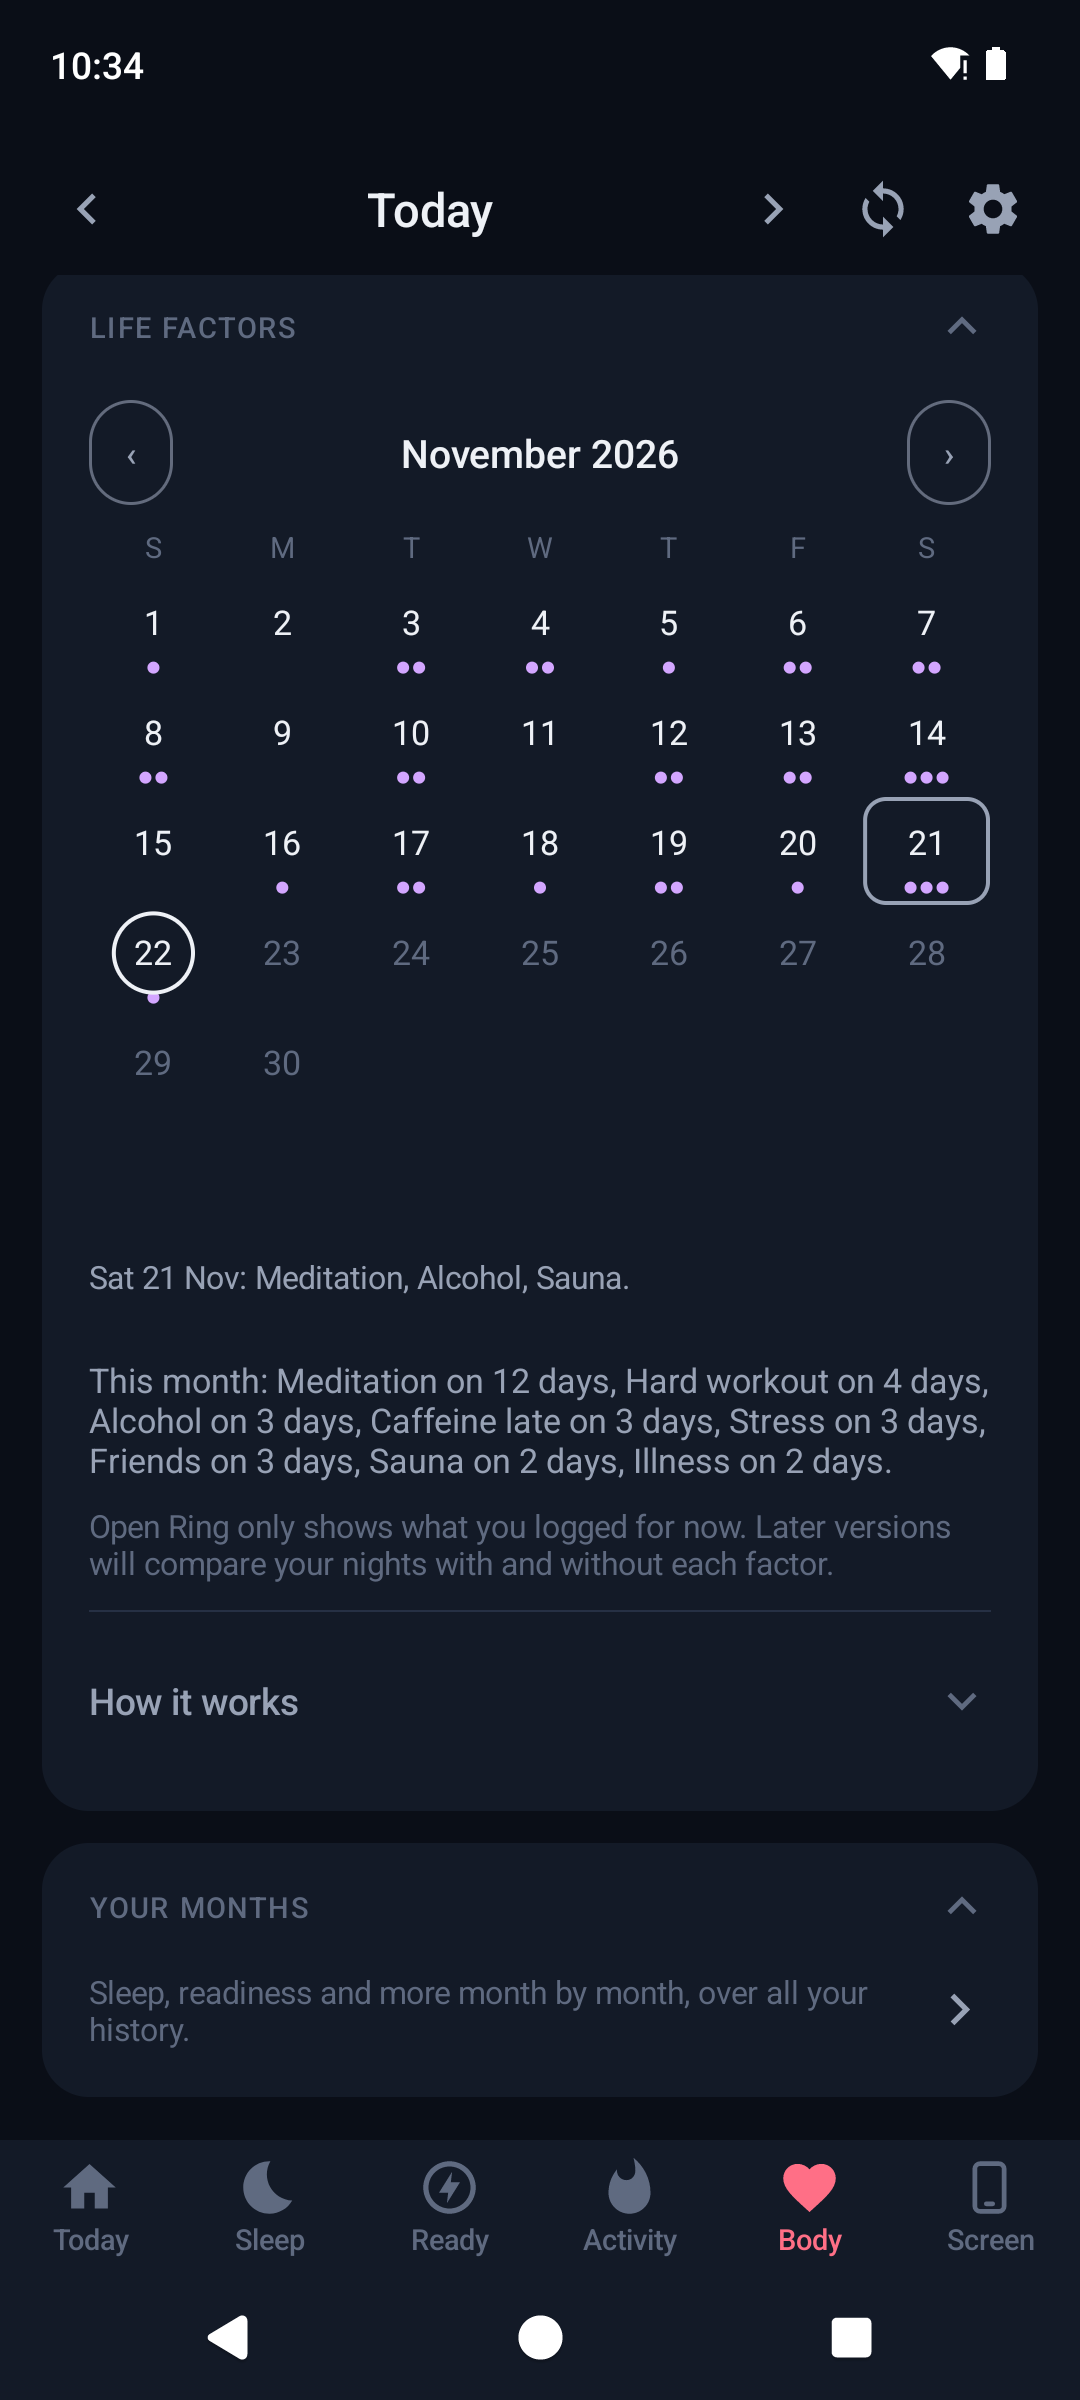 10:34
Today
LIFE FACTORS
‹ November 2026 ›
S M T W T F S
1 2 3 4 5 6 7
8 9 10 11 12 13 14
15 16 17 18 19 20 21
22 23 24 25 26 27 28
29 30
Sat 21 Nov: Meditation, Alcohol, Sauna.
This month: Meditation on 12 days, Hard workout on 4 days,
Alcohol on 3 days, Caffeine late on 3 days, Stress on 3 days,
Friends on 3 days, Sauna on 2 days, Illness on 2 days.
Open Ring only shows what you logged for now. Later versions
will compare your nights with and without each factor.
How it works
YOUR MONTHS
Sleep, readiness and more month by month, over all your
history.
Today Sleep Ready Activity Body Screen